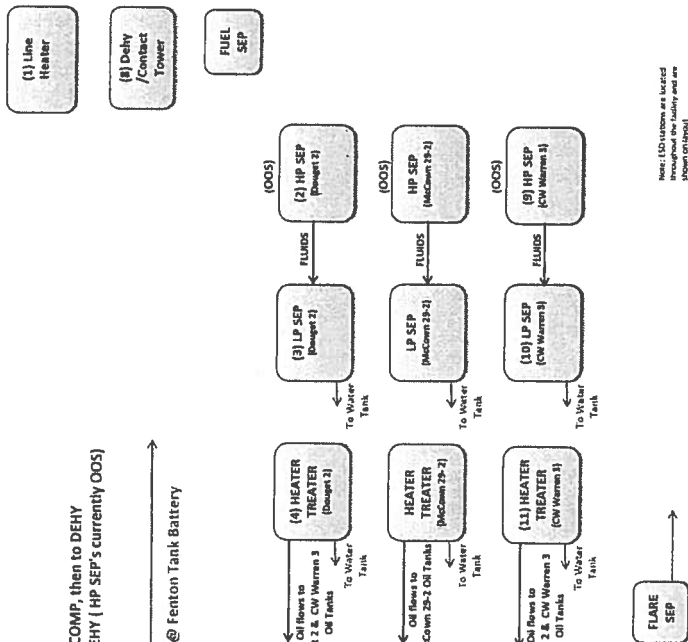 (1) Line
Heater
(8) Dehy
/Contact
Tower
FUEL
SEP
COMP, then to DEHY
( HP SEP's currently OOS)
@ Fenton Tank Battery
(OOS)
(2) HP SEP
(Douget 2)
FLUIDS
(3) LP SEP
(Douget 2)
To Water
Tank
(4) HEATER
TREATER
(Douget 2)
Oil flows to
2 & CW Warren 3
Oil Tanks
To Water
Tank
(OOS)
HP SEP
(McCown 29-2)
FLUIDS
LP SEP
(McCown 29-2)
To Water
Tank
HEATER
TREATER
(McCown 29-2)
Oil flows to
Cown 29-2 Oil Tanks
To Water
Tank
(OOS)
(9) HP SEP
(CW Warren 3)
FLUIDS
(10) LP SEP
(CW Warren 3)
To Water
Tank
(11) HEATER
TREATER
(CW Warren 3)
Oil flows to
2 & CW Warren 3
Oil Tanks
To Water
Tank
FLARE
SEP
Note: ESD stations are located
throughout the facility and are
shown on